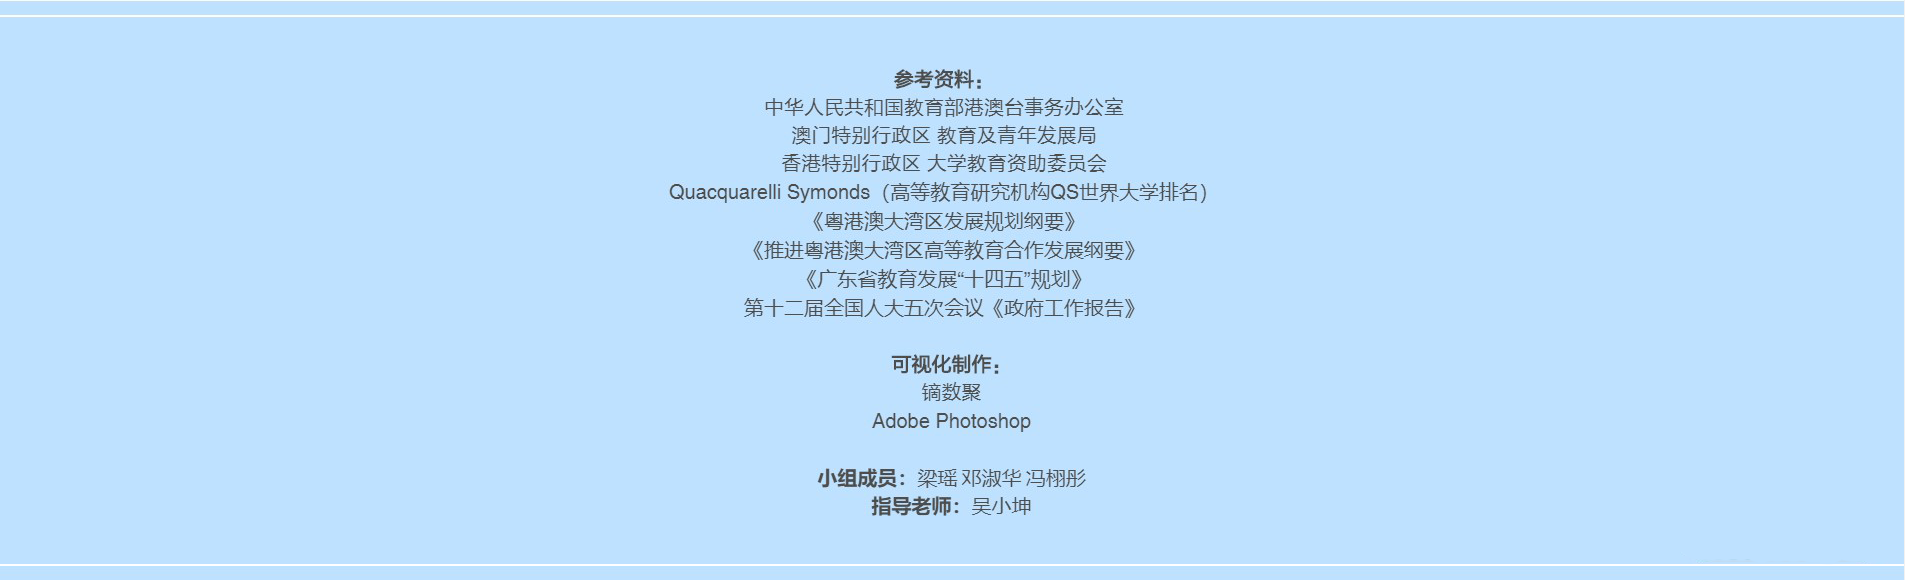 参考资料：
中华人民共和国教育部港澳台事务办公室
澳门特别行政区 教育及青年发展局
香港特别行政区 大学教育资助委员会
Quacquarelli Symonds（高等教育研究机构QS世界大学排名）
《粤港澳大湾区发展规划纲要》
《推进粤港澳大湾区高等教育合作发展纲要》
《广东省教育发展“十四五”规划》
第十二届全国人大五次会议《政府工作报告》
可视化制作：
镝数聚
Adobe Photoshop
小组成员：梁瑶 邓淑华 冯栩彤
指导老师：吴小坤